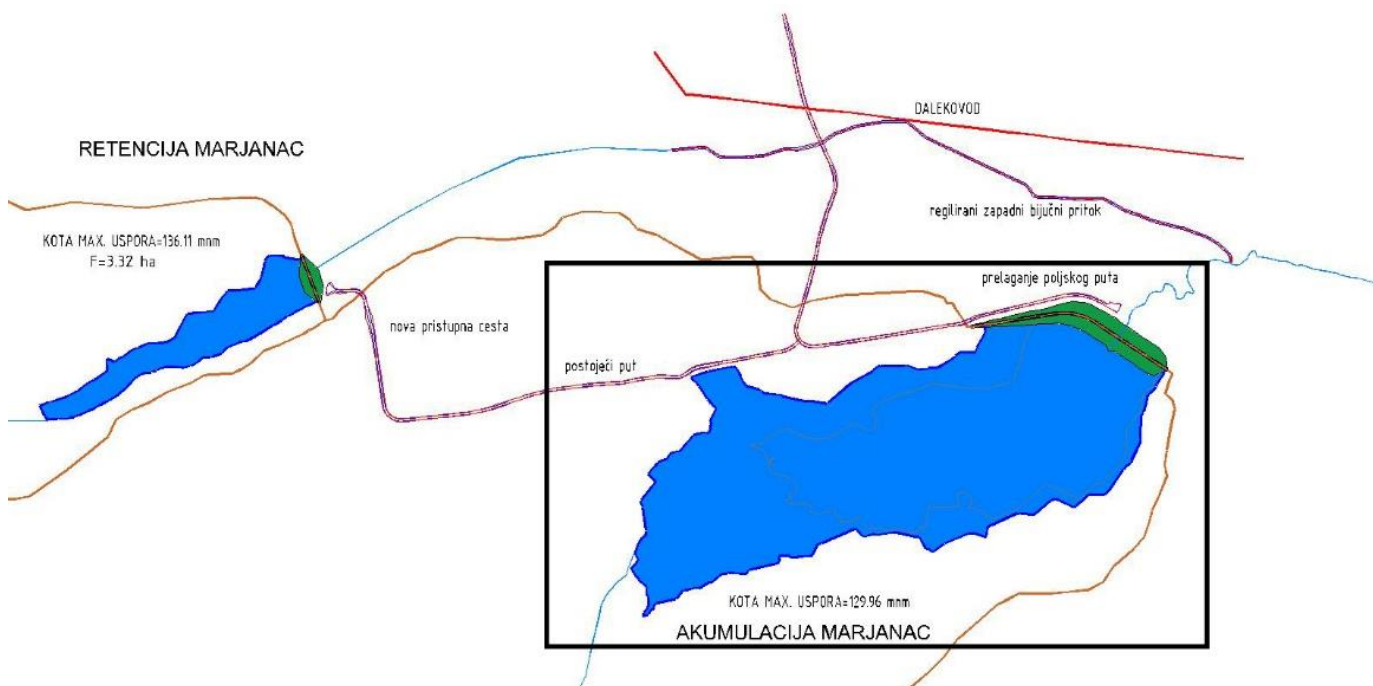 DALEKOVOD
RETENCIJA MARJANAC
regilirani zapadni bijučni pritok
KOTA MAX. USPORA=136.11 mnm
F=3.32 ha
prelaganje poljskog puta
nova pristupna cesta
postojeći put
KOTA MAX. USPORA=129.96 mnm
AKUMULACIJA MARJANAC